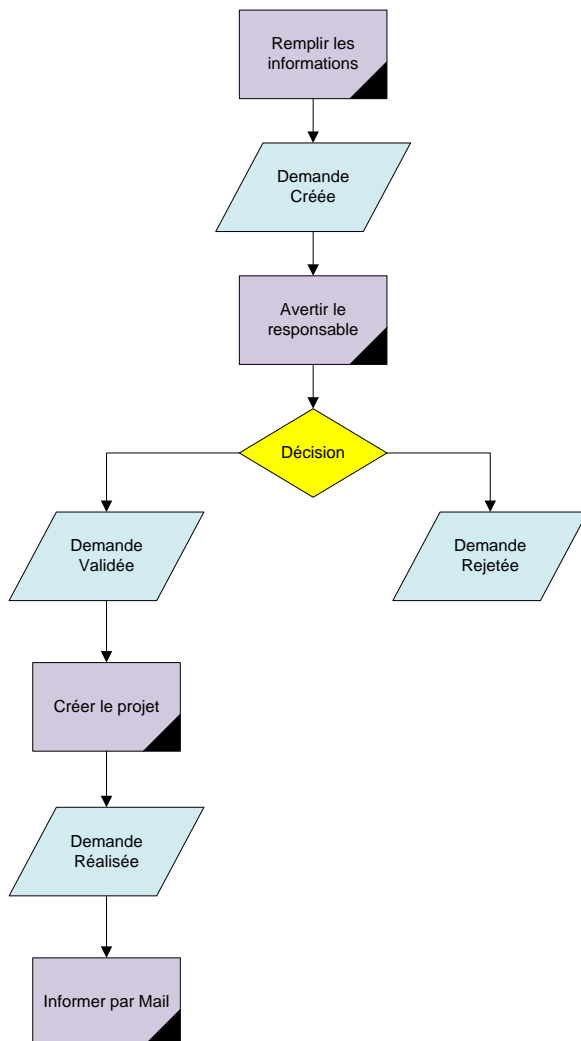 Remplir les
informations
Demande
Créée
Avertir le
responsable
Décision
Demande
Validée
Demande
Rejetée
Créer le projet
Demande
Réalisée
Informer par Mail